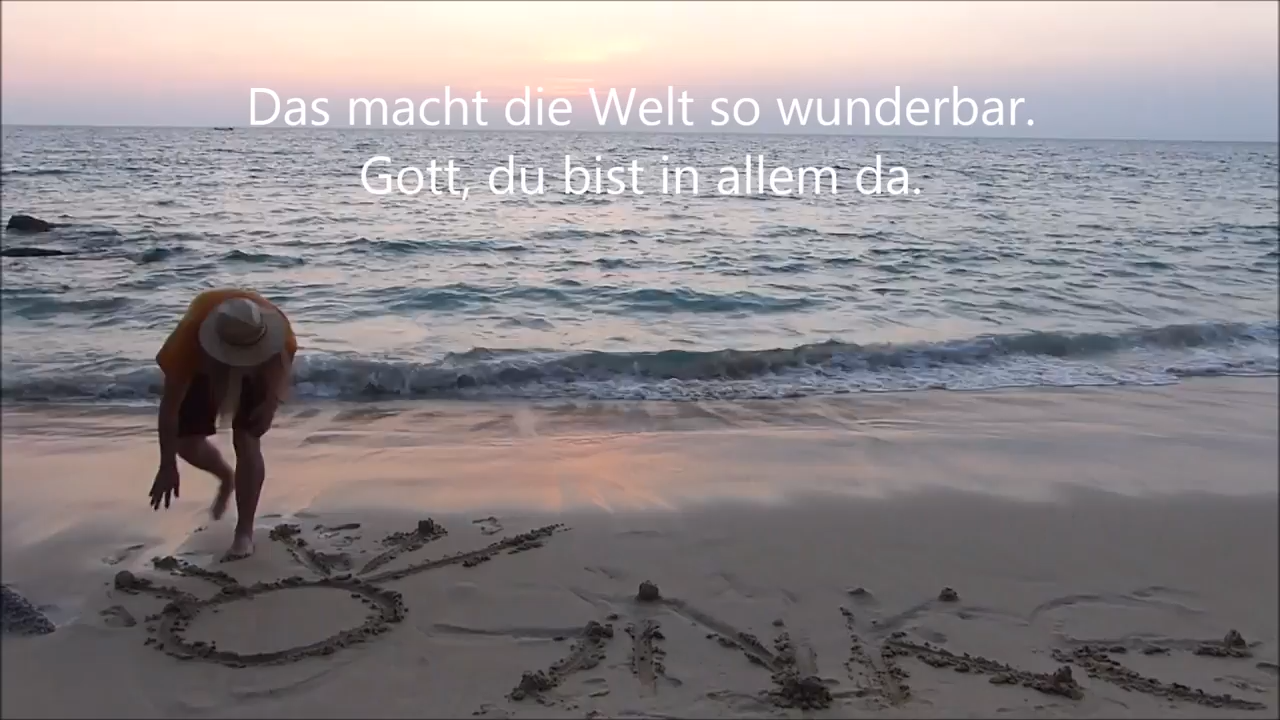 Das macht die Welt so wunderbar.
Gott, du bist in allem da.